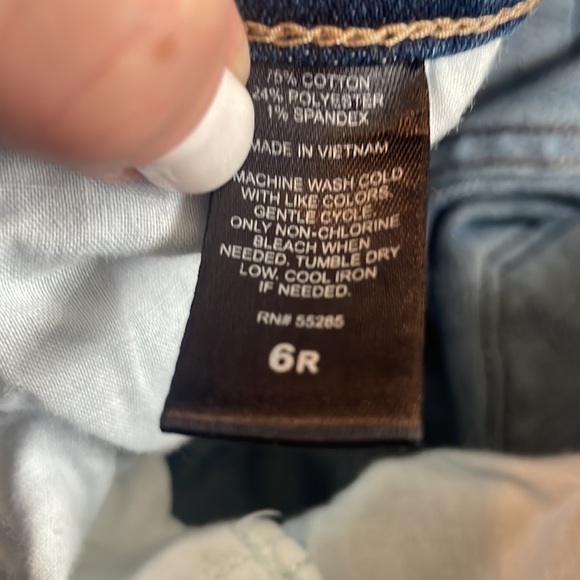 75% COTTON
24% POLYESTER
1% SPANDEX
MADE IN VIETNAM
MACHINE WASH COLD
WITH LIKE COLORS,
GENTLE CYCLE.
ONLY NON-CHLORINE
BLEACH WHEN
NEEDED. TUMBLE DRY
LOW. COOL IRON
IF NEEDED.
RN# 55285
6R